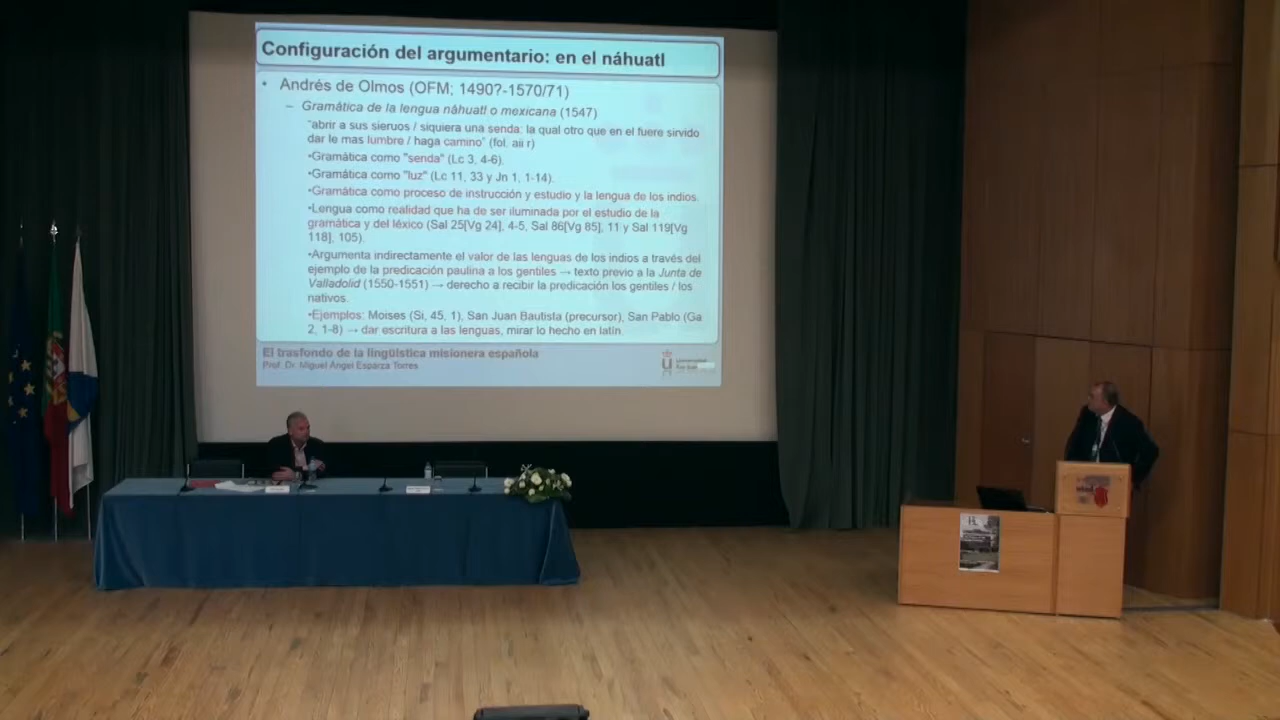 Configuración del argumentario: en el náhuatl
• Andrés de Olmos (OFM; 1490?-1570/71)
– Gramática de la lengua náhuatl o mexicana (1547)
“abrir a sus sieruos / siquiera una senda; la qual otro que en el fuere sirvido
dar le mas lumbre / haga camino” (fol. aii r)
•Gramática como "senda" (Lc 3, 4-6).
•Gramática como "luz" (Lc 11, 33 y Jn 1, 1-14).
•Gramática como proceso de instrucción y estudio y la lengua de los indios.
•Lengua como realidad que ha de ser iluminada por el estudio de la
gramática y del léxico (Sal 25[Vg 24], 4-5, Sal 86[Vg 85], 11 y Sal 119[Vg
118], 105).
•Argumenta indirectamente el valor de las lenguas de los indios a través del
ejemplo de la predicación paulina a los gentiles → texto previo a la Junta de
Valladolid (1550-1551) → derecho a recibir la predicación los gentiles / los
nativos.
•Ejemplos: Moises (Si, 45, 1), San Juan Bautista (precursor), San Pablo (Ga
2, 1-8) → dar escritura a las lenguas, mirar lo hecho en latín.
El trasfondo de la lingüística misionera española
Prof. Dr. Miguel Ángel Esparza Torres
Universidad